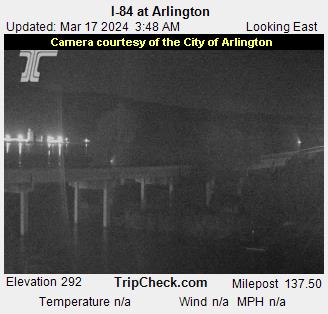 I-84 at Arlington
Updated: Mar 17 2024 3:48 AM Looking East
Camera courtesy of the City of Arlington
Elevation 292 TripCheck.com Milepost 137.50
Temperature n/a Wind n/a MPH n/a